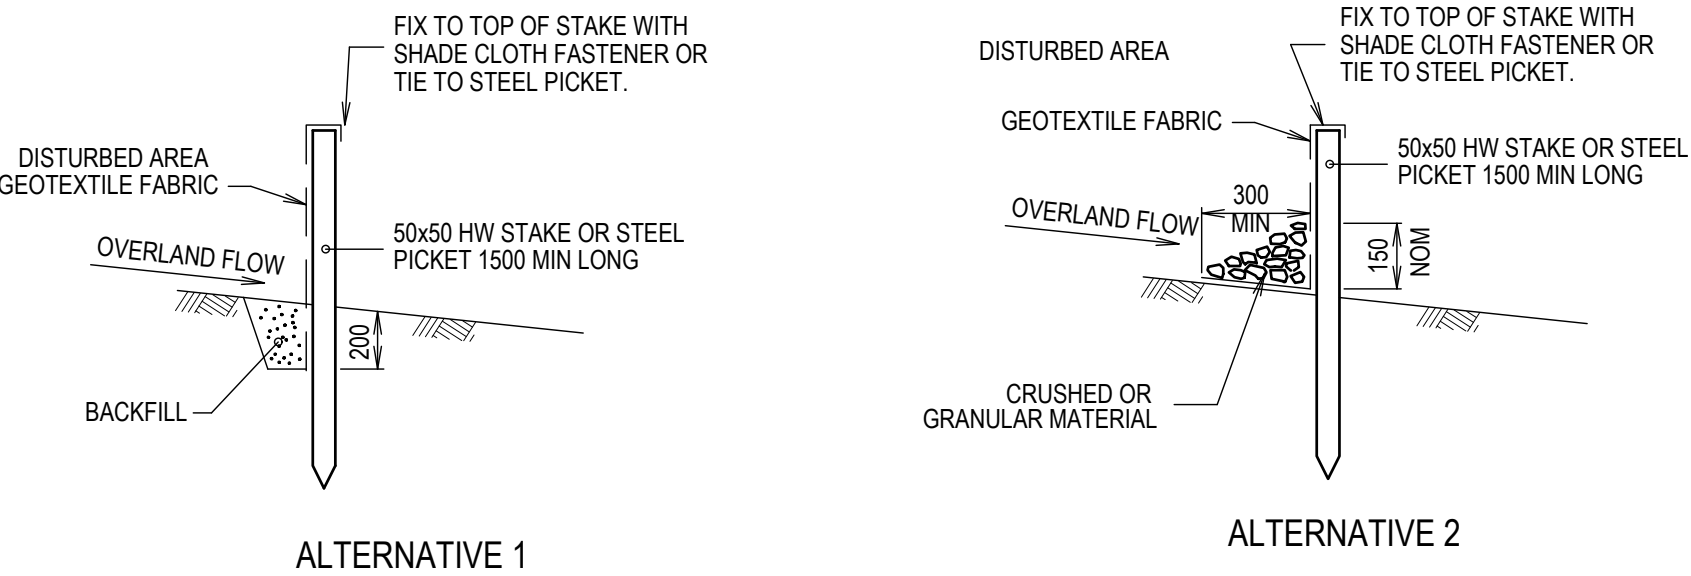 FIX TO TOP OF STAKE WITH
SHADE CLOTH FASTENER OR
TIE TO STEEL PICKET.
DISTURBED AREA
GEOTEXTILE FABRIC
OVERLAND FLOW
50x50 HW STAKE OR STEEL
PICKET 1500 MIN LONG
200
BACKFILL
ALTERNATIVE 1
FIX TO TOP OF STAKE WITH
SHADE CLOTH FASTENER OR
TIE TO STEEL PICKET.
DISTURBED AREA
GEOTEXTILE FABRIC
50x50 HW STAKE OR STEEL
PICKET 1500 MIN LONG
300
MIN
OVERLAND FLOW
150
NOM
CRUSHED OR
GRANULAR MATERIAL
ALTERNATIVE 2